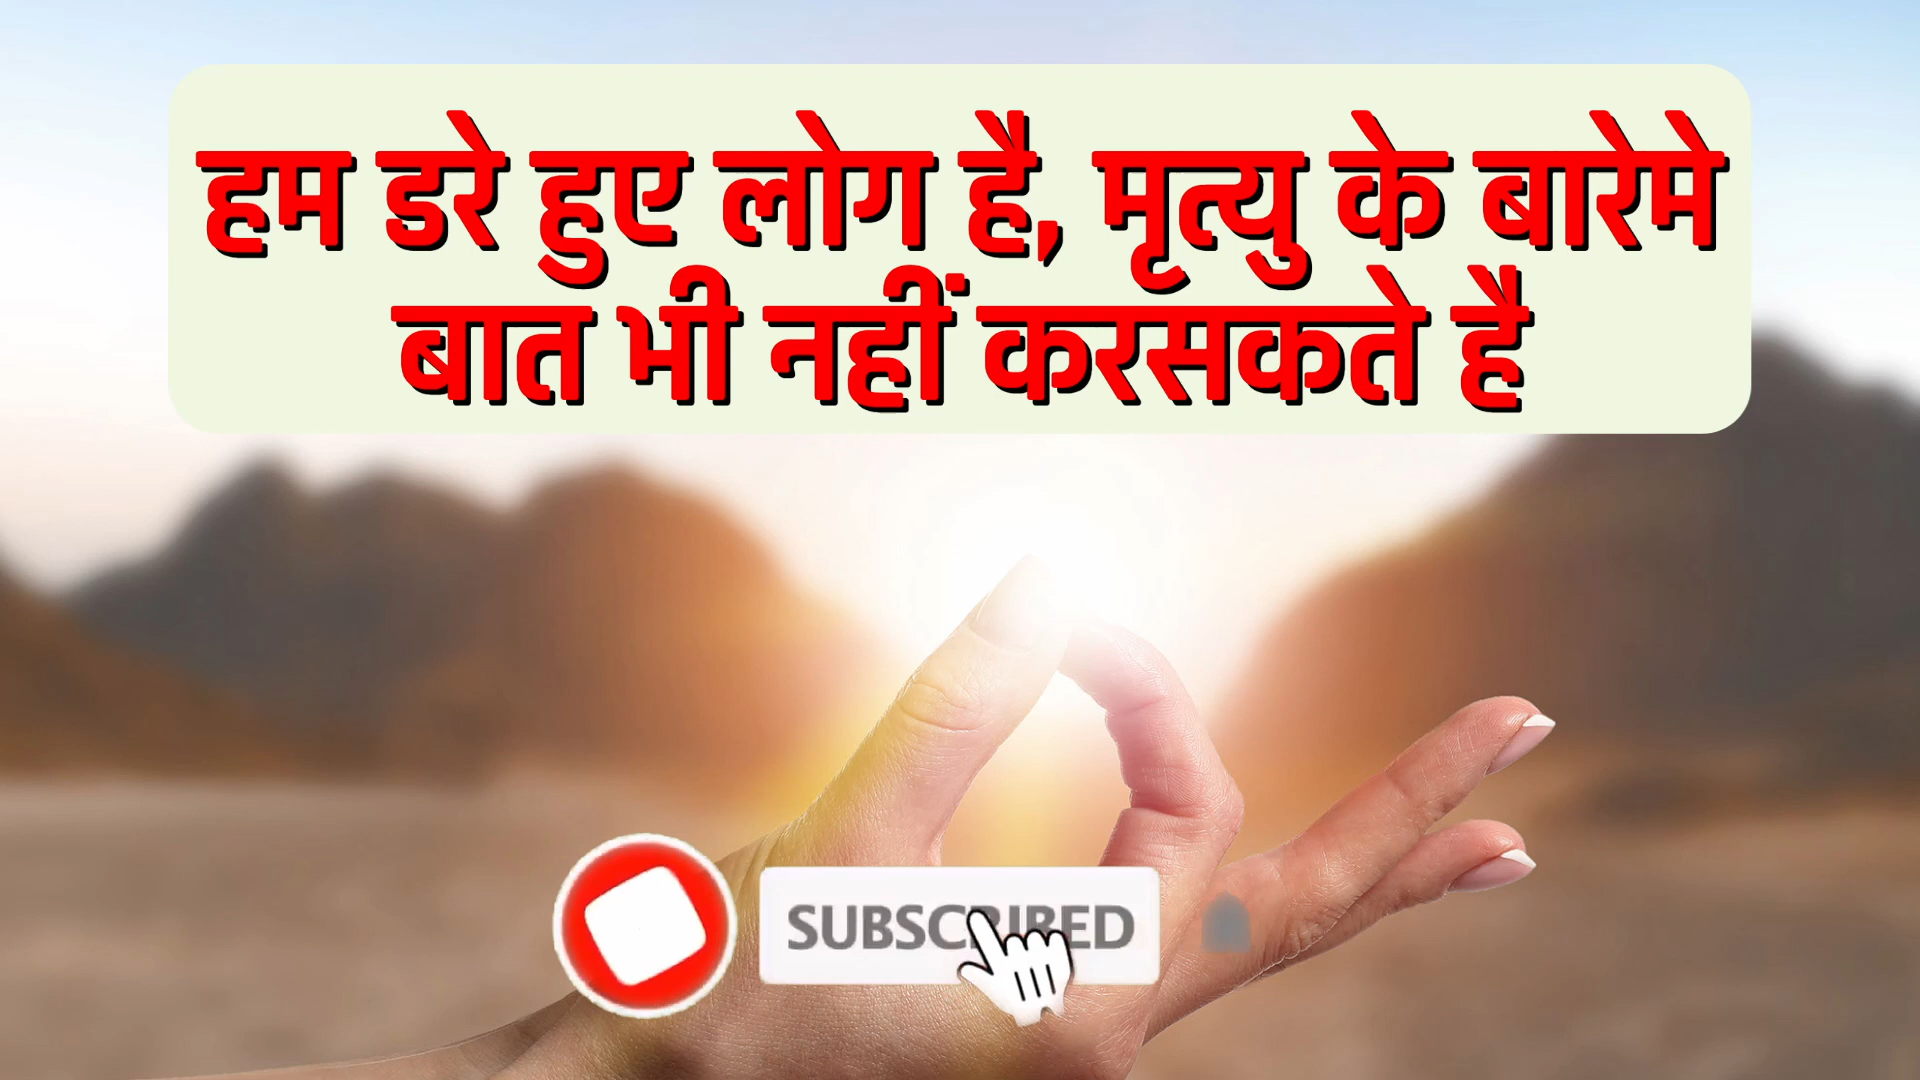 हम डरे हुए लोग है, मृत्यु के बारेमे
बात भी नहीं करसकते है
SUBSCRIBED